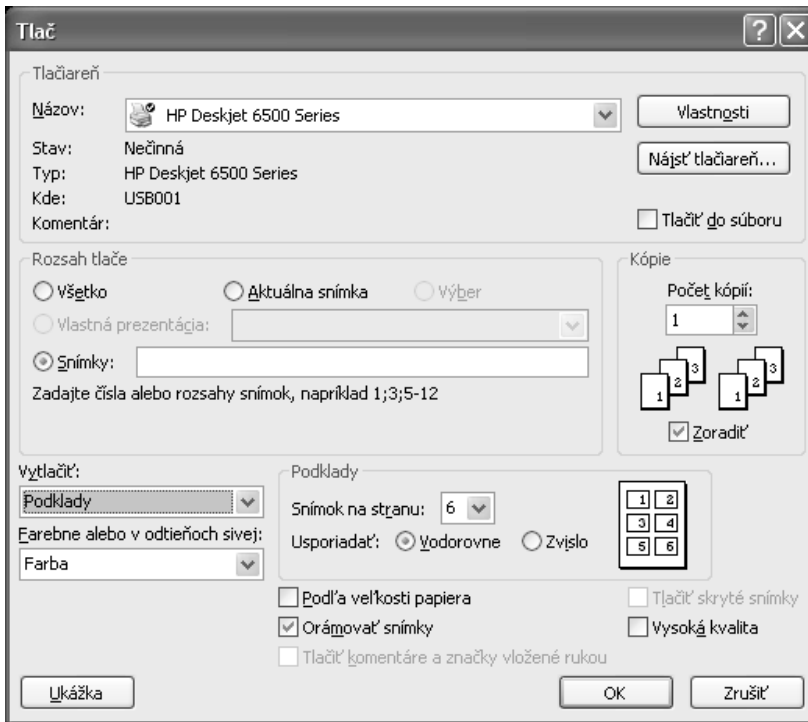 Tlač
Tlačiareň
Názov: HP Deskjet 6500 Series Vlastnosti
Stav: Nečinná Nájsť tlačiareň...
Typ: HP Deskjet 6500 Series
Kde: USB001
Komentár: Tlačiť do súboru
Rozsah tlače
Všetko Aktuálna snímka Výber
Vlastná prezentácia:
Snímky:
Zadajte čísla alebo rozsahy snímok, napríklad 1;3;5-12
Kópie
Počet kópií:
1
1 2 3 1 2 3
Zoradiť
Vytlačiť:
Podklady
Farebne alebo v odtieňoch sivej:
Farba
Podklady
Snímok na stranu: 6
Usporiadať: Vodorovne Zvislo
1 2
3 4
5 6
Podľa veľkosti papiera Tlačiť skryté snímky
Orámovať snímky Vysoká kvalita
Tlačiť komentáre a značky vložené rukou
Ukážka OK Zrušiť